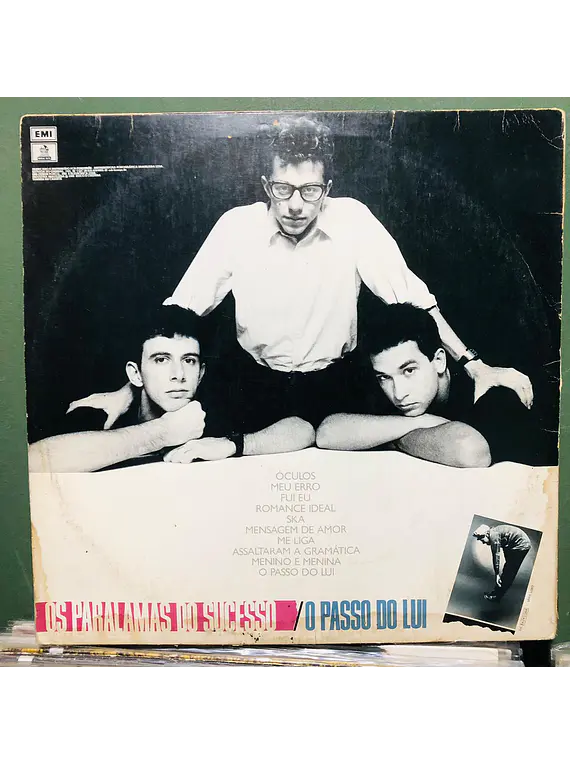 EMI
ÓCULOS
MEU ERRO
FUI EU
ROMANCE IDEAL
SKA
MENSAGEM DE AMOR
ME LIGA
ASSALTARAM A GRAMÁTICA
MENINO E MENINA
O PASSO DO LUI
OS PARALAMAS DO SUCESSO / O PASSO DO LUI